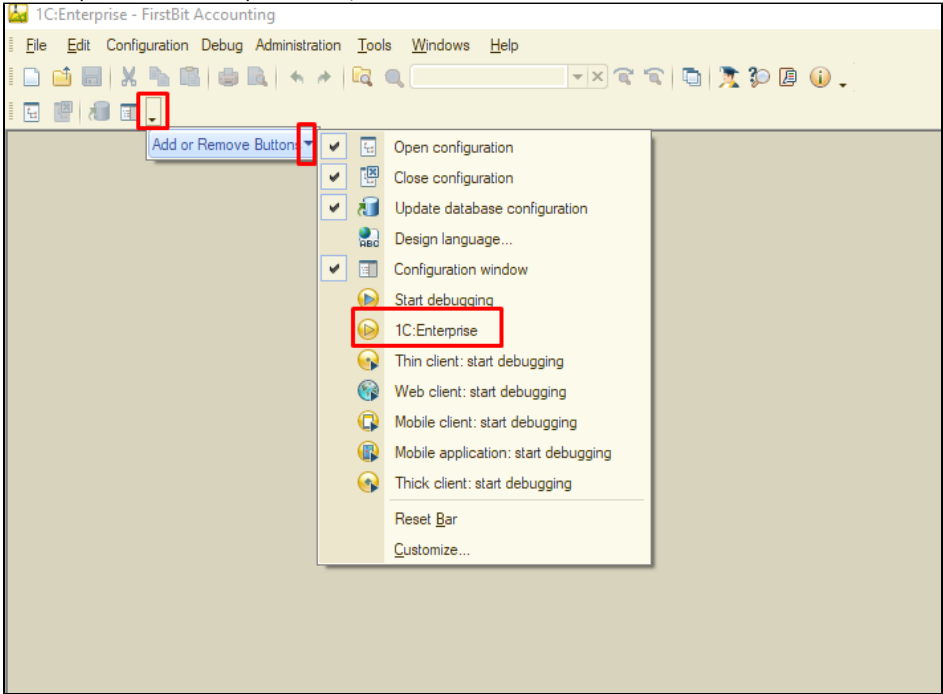 1C:Enterprise - FirstBit Accounting
File Edit Configuration Debug Administration Tools Windows Help
Add or Remove Buttons
Open configuration
Close configuration
Update database configuration
ABC Design language...
Configuration window
Start debugging
1C:Enterprise
Thin client: start debugging
Web client: start debugging
Mobile client: start debugging
Mobile application: start debugging
Thick client: start debugging
Reset Bar
Customize...